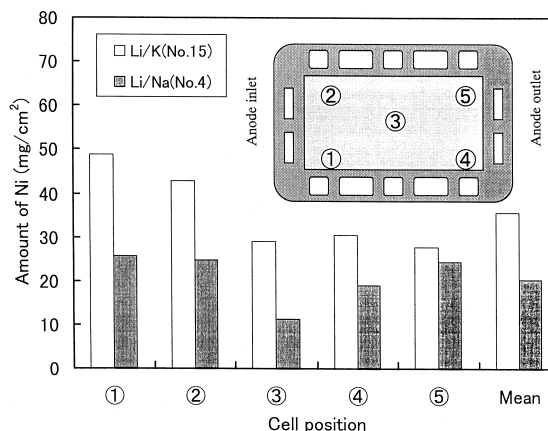 Amount of Ni (mg/cm²)
80
70
60
50
40
30
20
10
0
Li/K(No.15)
Li/Na(No.4)
Anode inlet
Anode outlet
②
⑤
③
①
④
① ② ③ ④ ⑤ Mean
Cell position